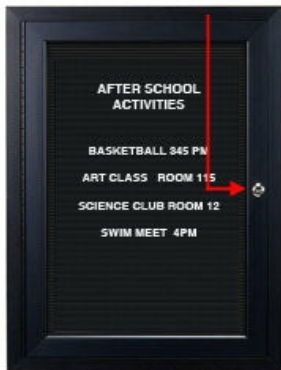 AFTER SCHOOL
ACTIVITIES
BASKETBALL 345 PM
ART CLASS ROOM 115
SCIENCE CLUB ROOM 12
SWIM MEET 4PM